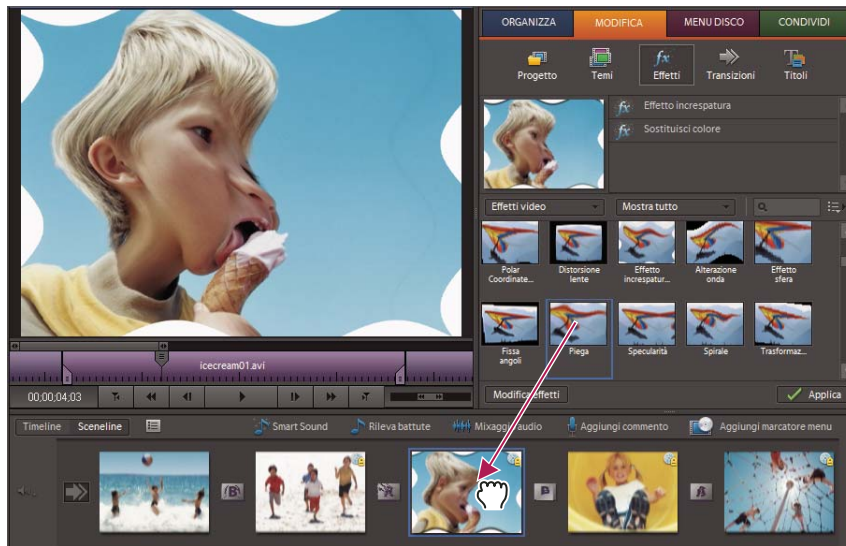 ORGANIZZA MODIFICA MENU DISCO CONDIVIDI
Progetto Temi Effetti Transizioni Titoli
fx Effetto increspatura
fx Sostituisci colore
Effetti video Mostra tutto
Polar Coordinate... Distorsione lente Effetto increspatur... Alterazione onda Effetto sfera
Fissa angoli Piega Specularità Spirale Trasformaz...
icecream01.avi
00;00;04;03
Modifica effetti Applica
Timeline Sceneline Smart Sound Rileva battute Mixaggio audio Aggiungi commento Aggiungi marcatore menu